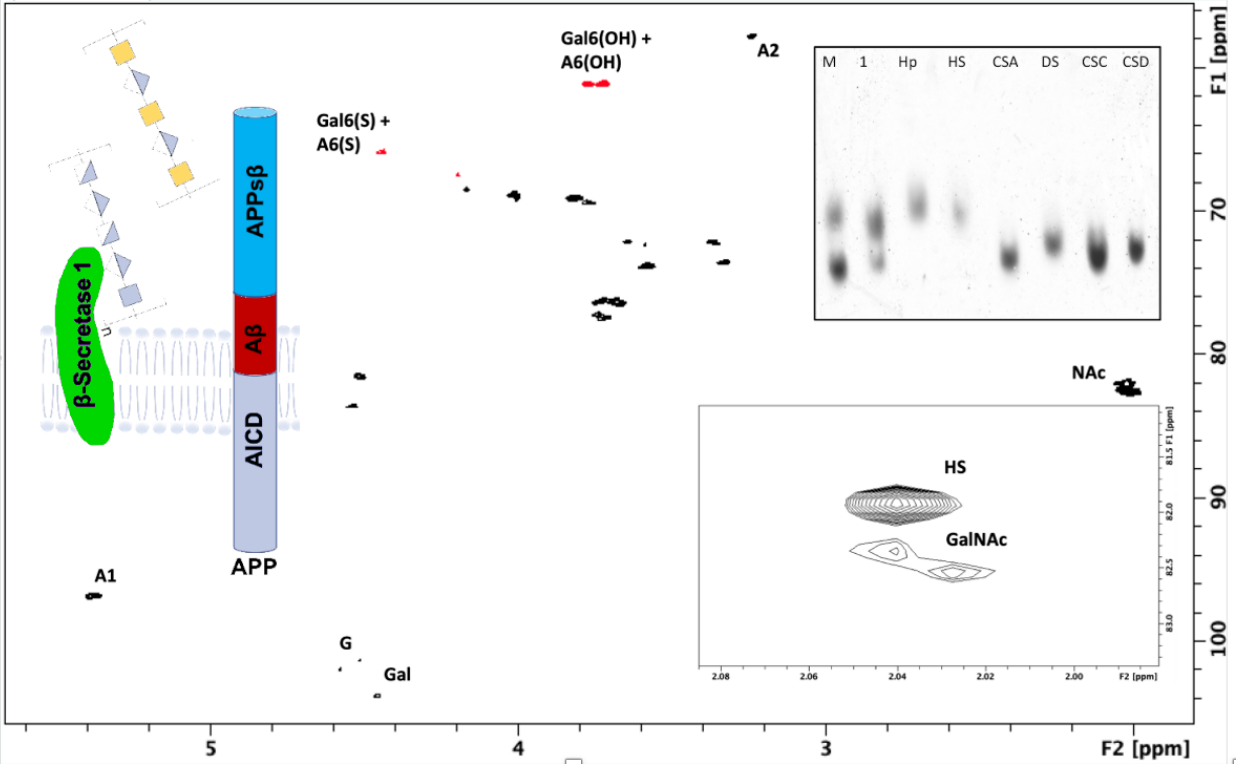 Gal6(OH) +
A6(OH)
A2
Gal6(S) +
A6(S)
M 1 Hp HS CSA DS CSC CSD
F1 [ppm]
70
80
90
100
APPsβ
Aβ
AICD
APP
β-Secretase 1
n
NAc
HS
GalNAc
F1 [ppm]
81.5
82.0
82.5
83.0
2.08 2.06 2.04 2.02 2.00 F2 [ppm]
A1
G
Gal
5 4 3 F2 [ppm]